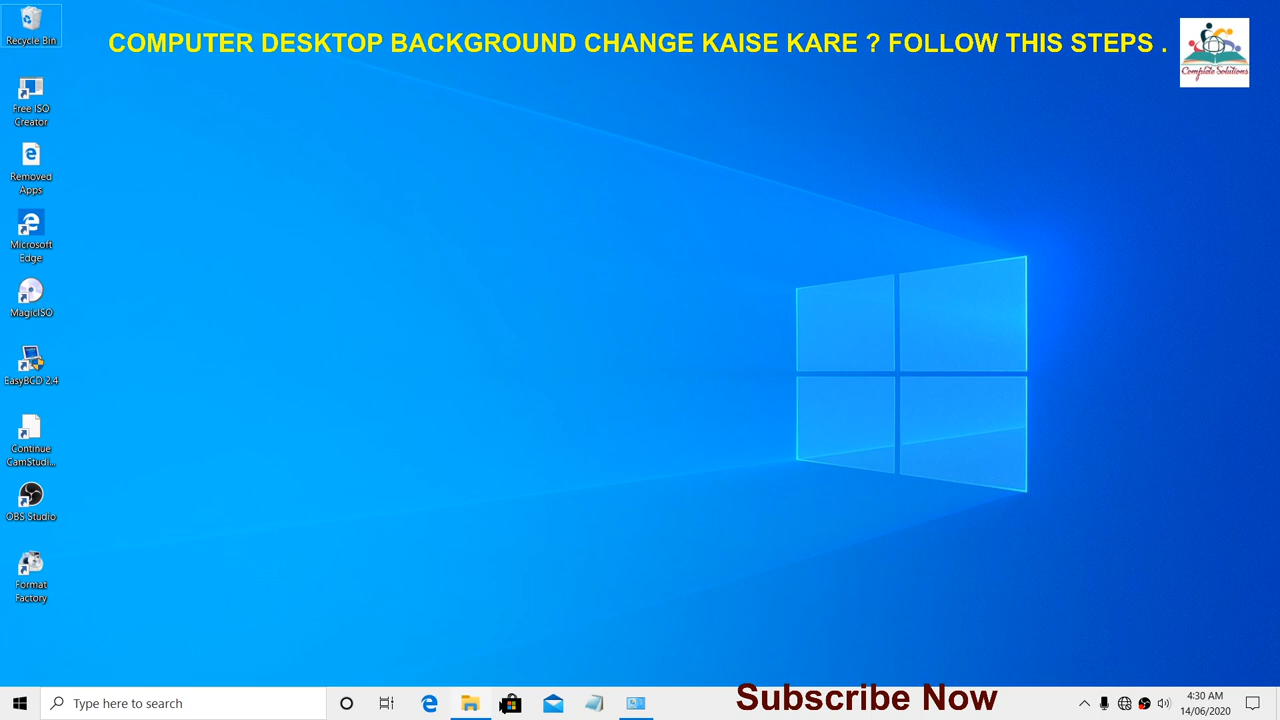 COMPUTER DESKTOP BACKGROUND CHANGE KAISE KARE ? FOLLOW THIS STEPS .
Complete Solutions
Recycle Bin
Free ISO
Creator
Removed
Apps
Microsoft
Edge
MagicISO
EasyBCD 2.4
Continue
CamStudi...
OBS Studio
Format
Factory
Type here to search
Subscribe Now
4:30 AM
14/06/2020